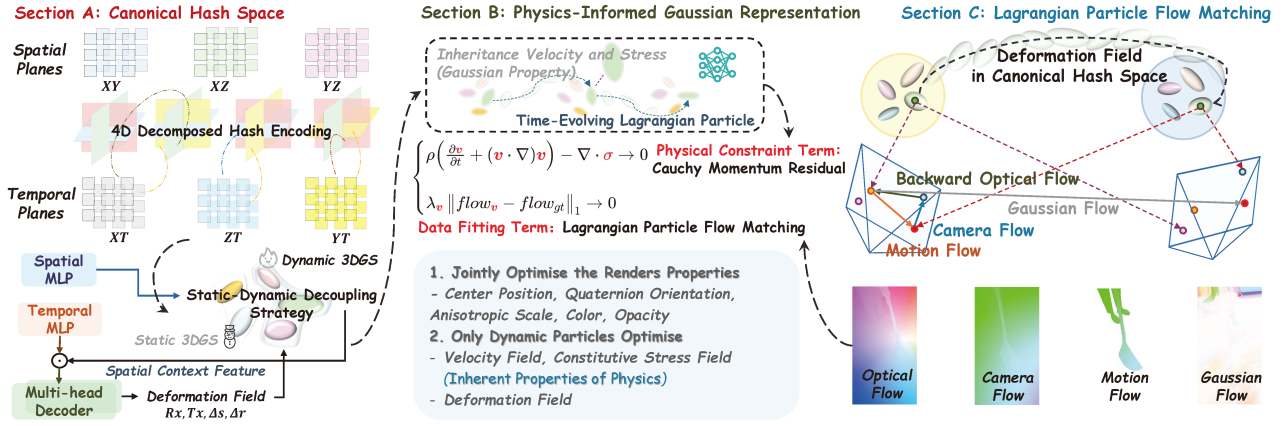 Section A: Canonical Hash Space
Spatial
Planes
XY
XZ
YZ
4D Decomposed Hash Encoding
Temporal
Planes
XT
ZT
YT
Spatial
MLP
Dynamic 3DGS
Static-Dynamic Decoupling
Strategy
Temporal
MLP
Static 3DGS
Spatial Context Feature
Multi-head
Decoder
Deformation Field
Rx, Tx, Δs, Δr
Section B: Physics-Informed Gaussian Representation
Inheritance Velocity and Stress
(Gaussian Property)
Time-Evolving Lagrangian Particle
ρ(∂v/∂t + (v · ∇)v) − ∇ · σ → 0
Physical Constraint Term:
Cauchy Momentum Residual
λv ‖flowv − flowgt‖1 → 0
Data Fitting Term: Lagrangian Particle Flow Matching
1. Jointly Optimise the Renders Properties
- Center Position, Quaternion Orientation,
Anisotropic Scale, Color, Opacity
2. Only Dynamic Particles Optimise
- Velocity Field, Constitutive Stress Field
(Inherent Properties of Physics)
- Deformation Field
Section C: Lagrangian Particle Flow Matching
Deformation Field
in Canonical Hash Space
Backward Optical Flow
Gaussian Flow
Camera Flow
Motion Flow
Optical
Flow
Camera
Flow
Motion
Flow
Gaussian
Flow